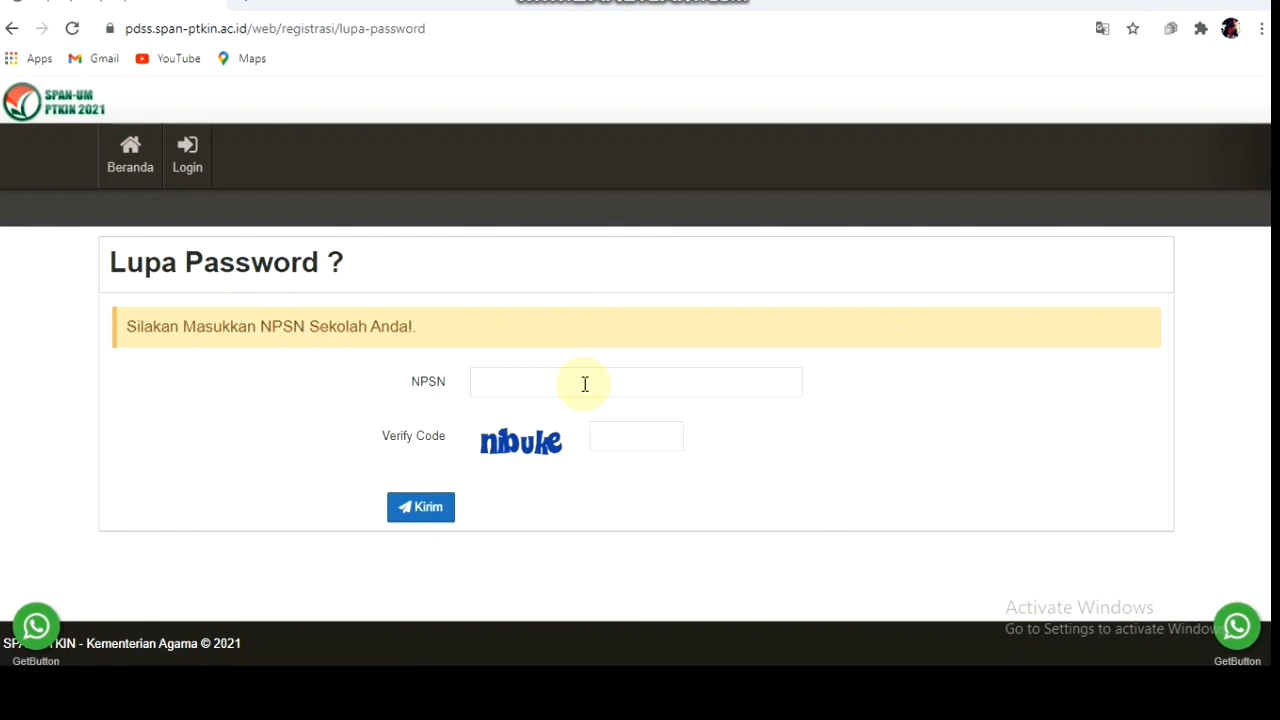 pdss.span-ptkin.ac.id/web/registrasi/lupa-password
Apps Gmail YouTube Maps
SPAN-UM
PTKIN 2021
Beranda Login
Lupa Password ?
Silakan Masukkan NPSN Sekolah Anda!.
NPSN
Verify Code nibuke
Kirim
Activate Windows
Go to Settings to activate Window
KIN - Kementerian Agama © 2021
GetButton GetButton